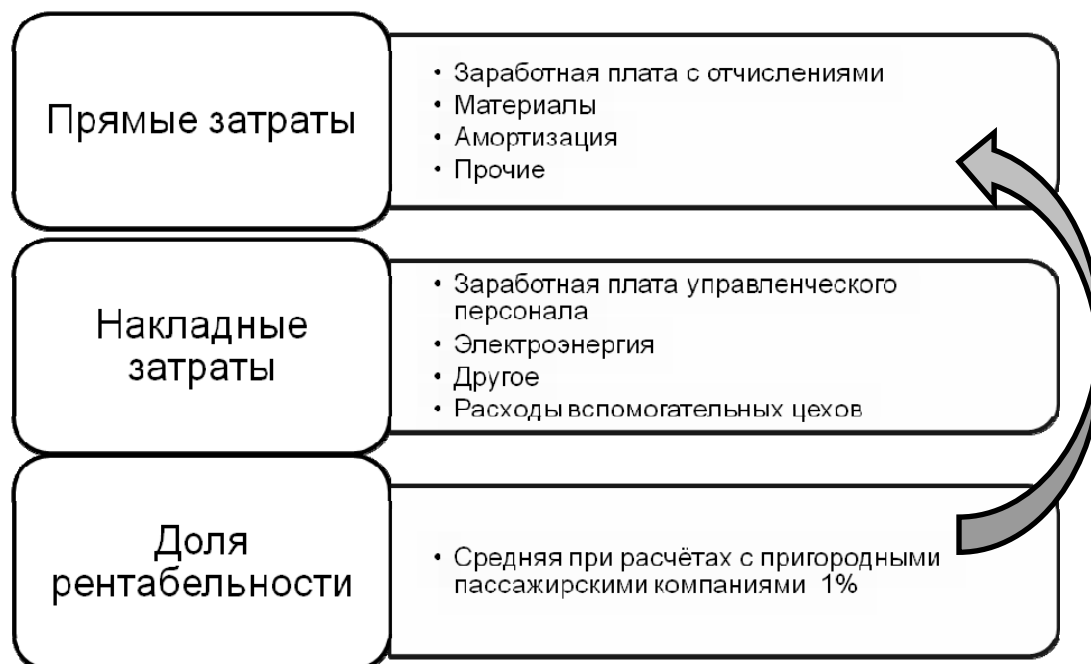 Прямые затраты
• Заработная плата с отчислениями
• Материалы
• Амортизация
• Прочие
Накладные
затраты
• Заработная плата управленческого
персонала
• Электроэнергия
• Другое
• Расходы вспомогательных цехов
Доля
рентабельности
• Средняя при расчётах с пригородными
пассажирскими компаниями 1%